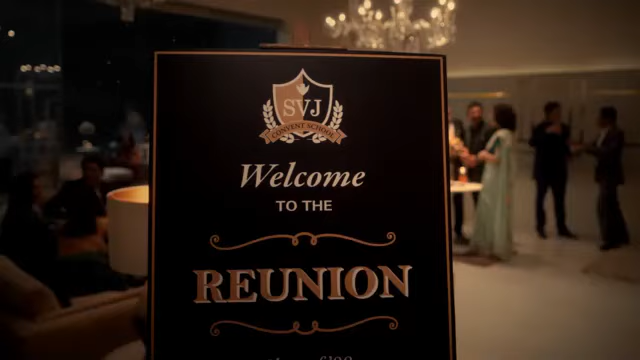 SVJ
CONVENT SCHOOL
Welcome
TO THE
REUNION